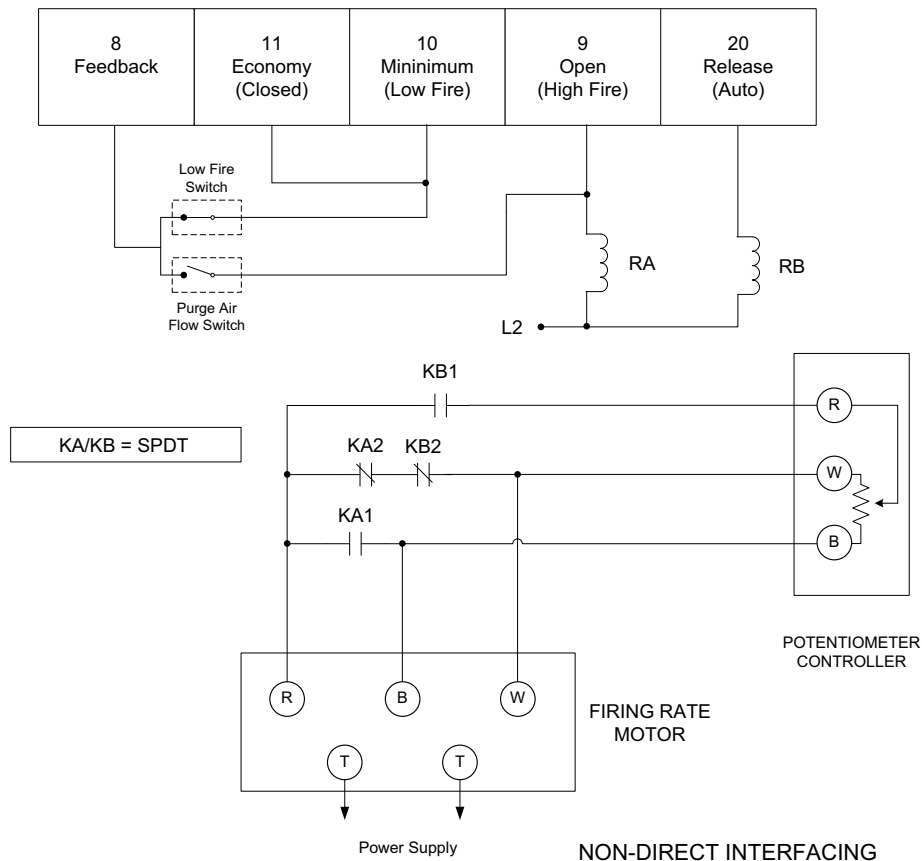 8
Feedback
11
Economy
(Closed)
10
Mininimum
(Low Fire)
9
Open
(High Fire)
20
Release
(Auto)
Low Fire
Switch
Purge Air
Flow Switch
RA
RB
L2
KB1
KA/KB = SPDT
KA2
KB2
KA1
R
W
B
POTENTIOMETER
CONTROLLER
R
B
W
FIRING RATE
MOTOR
T
T
Power Supply
NON-DIRECT INTERFACING